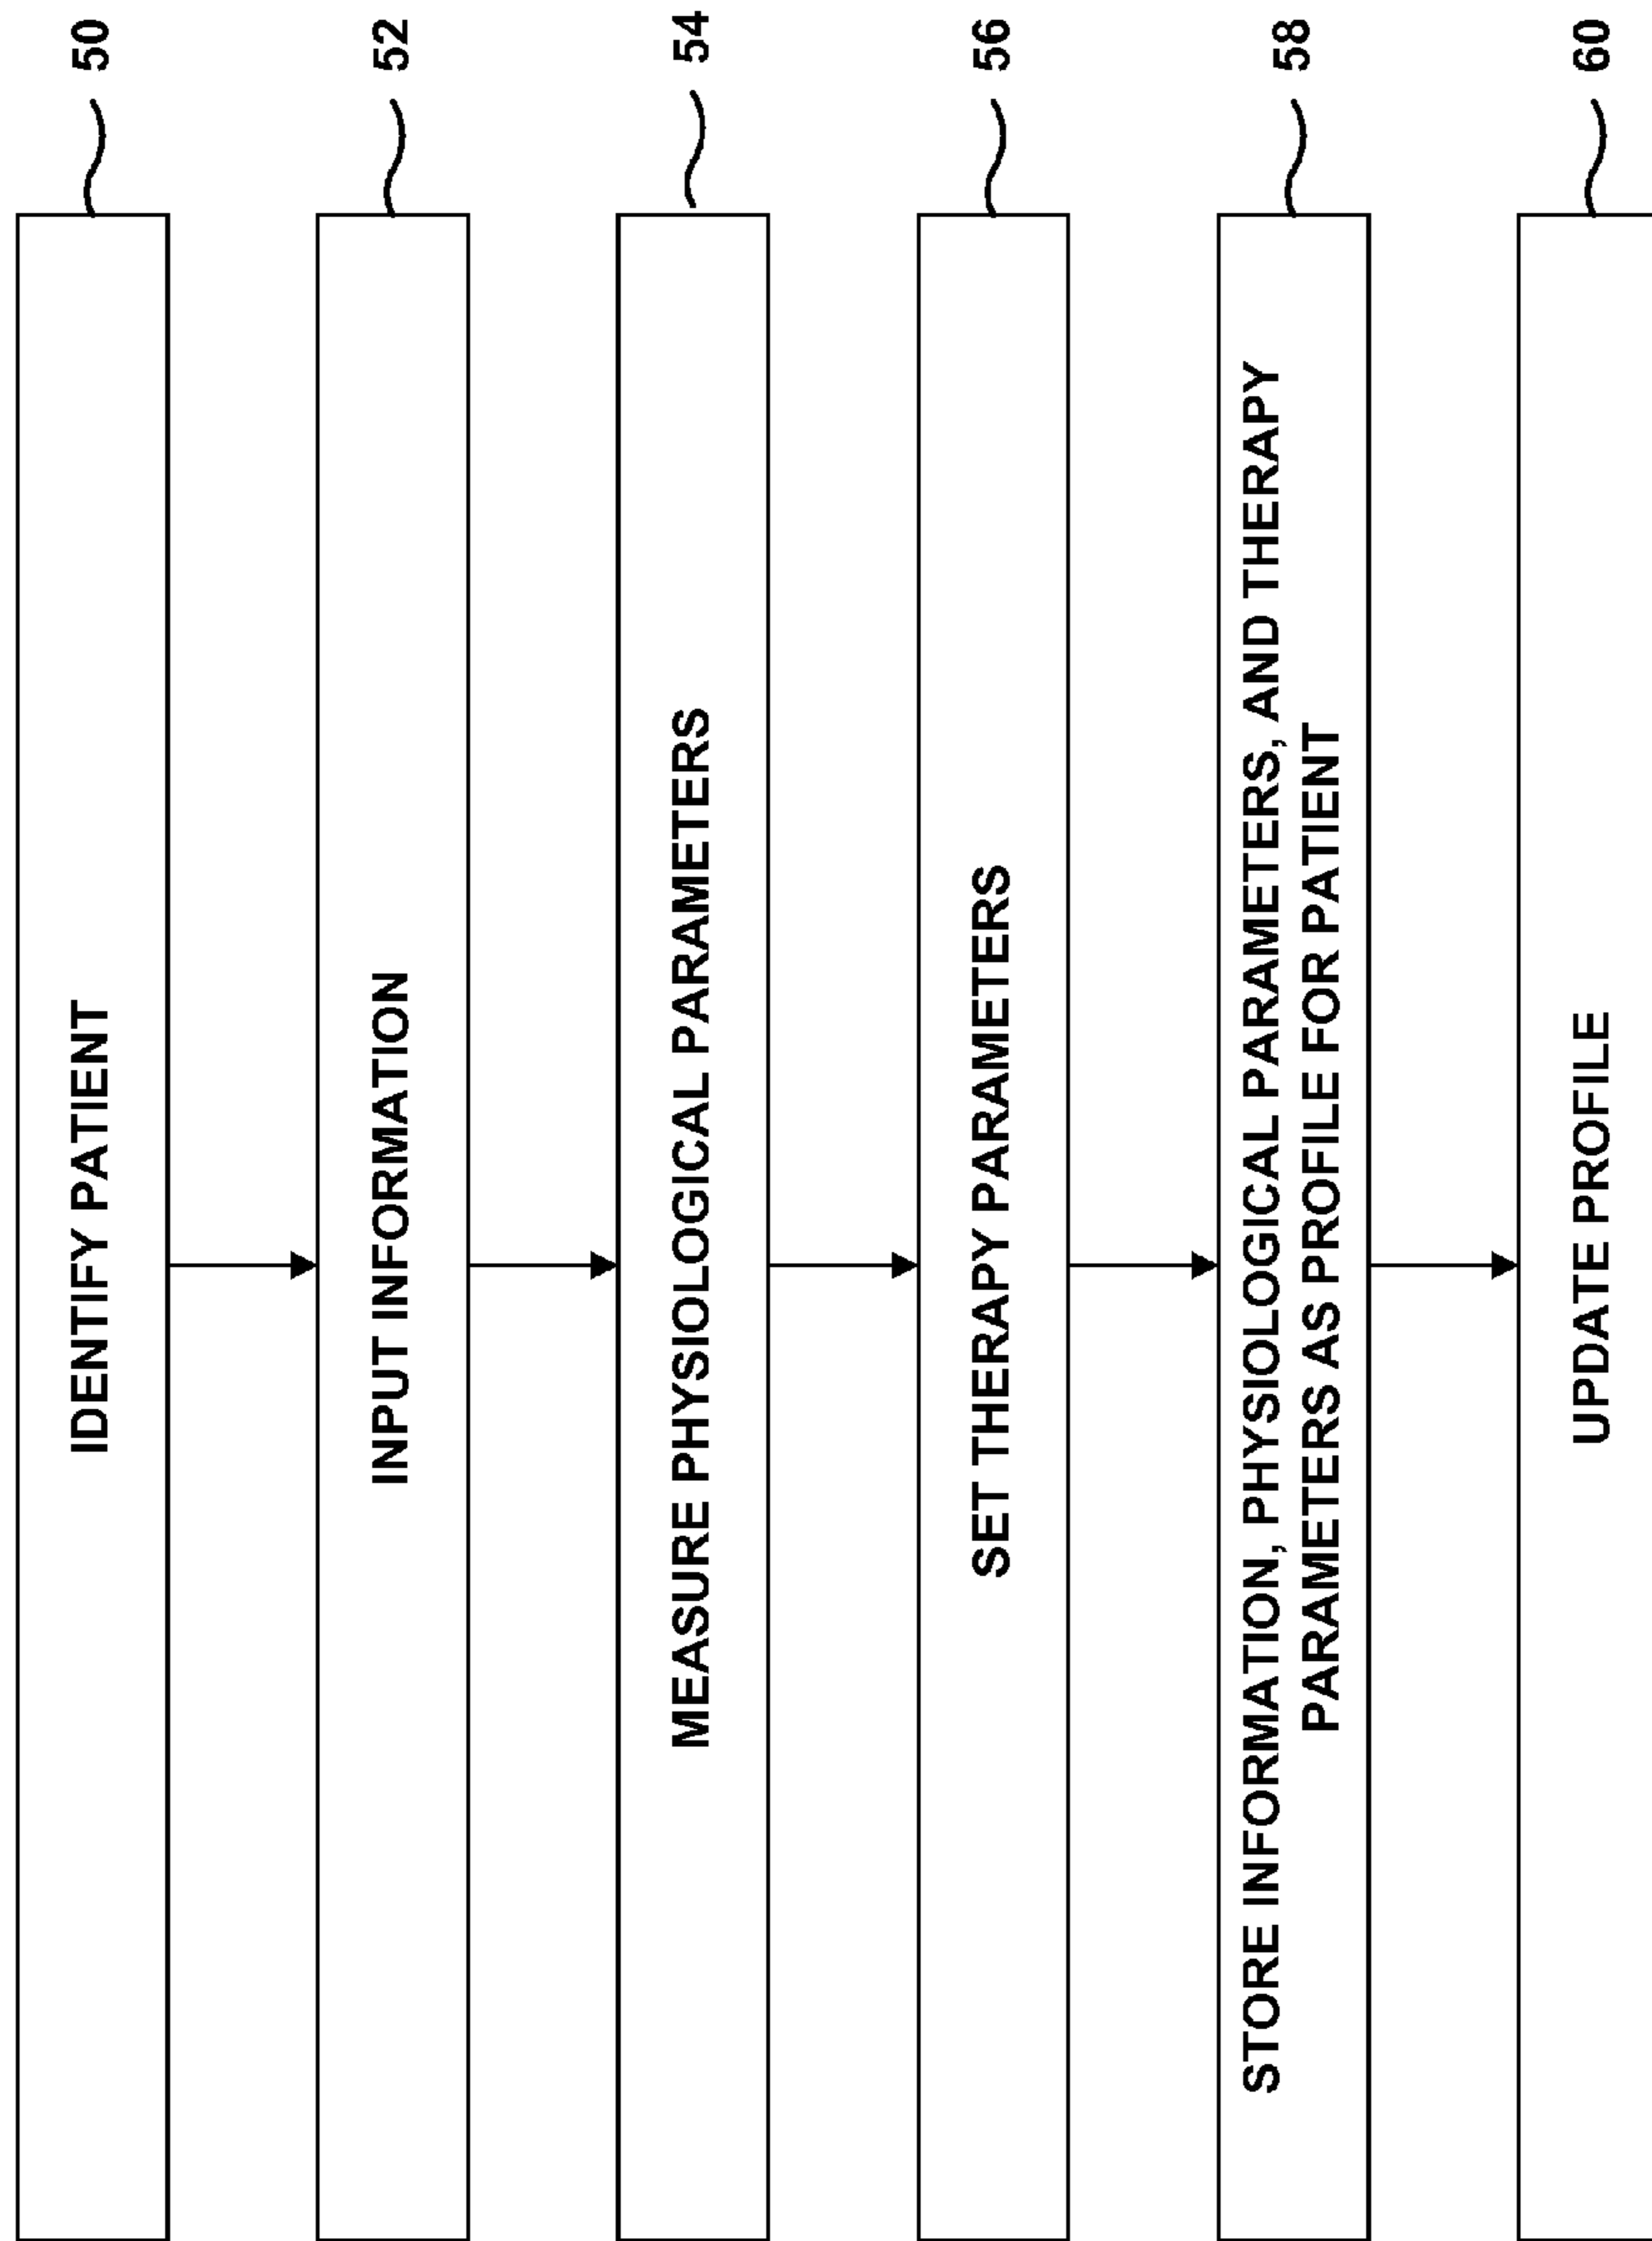 IDENTIFY PATIENT
50
INPUT INFORMATION
52
MEASURE PHYSIOLOGICAL PARAMETERS
54
SET THERAPY PARAMETERS
56
STORE INFORMATION, PHYSIOLOGICAL PARAMETERS, AND THERAPY
PARAMETERS AS PROFILE FOR PATIENT
58
UPDATE PROFILE
60